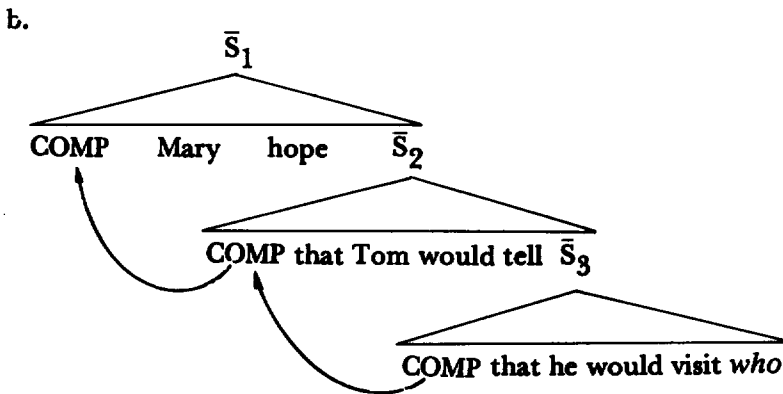 b.
S̄1
COMP Mary hope S̄2
COMP that Tom would tell S̄3
COMP that he would visit who